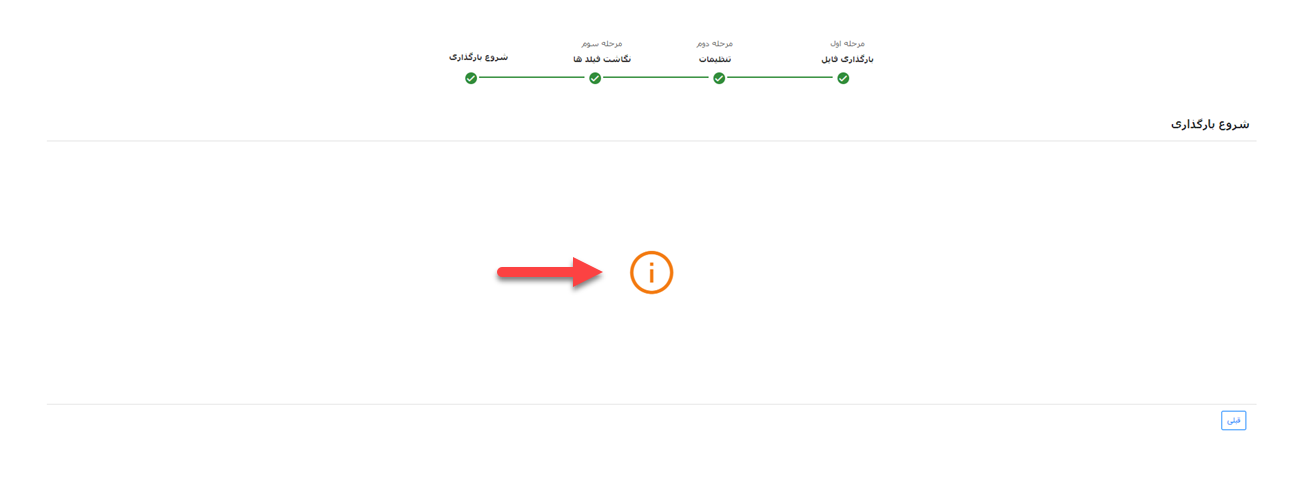 مرحله اول
بارگذاری فایل
مرحله دوم
تنظیمات
مرحله سوم
نگاشت فیلد ها
شروع بارگذاری
شروع بارگذاری
قبلی